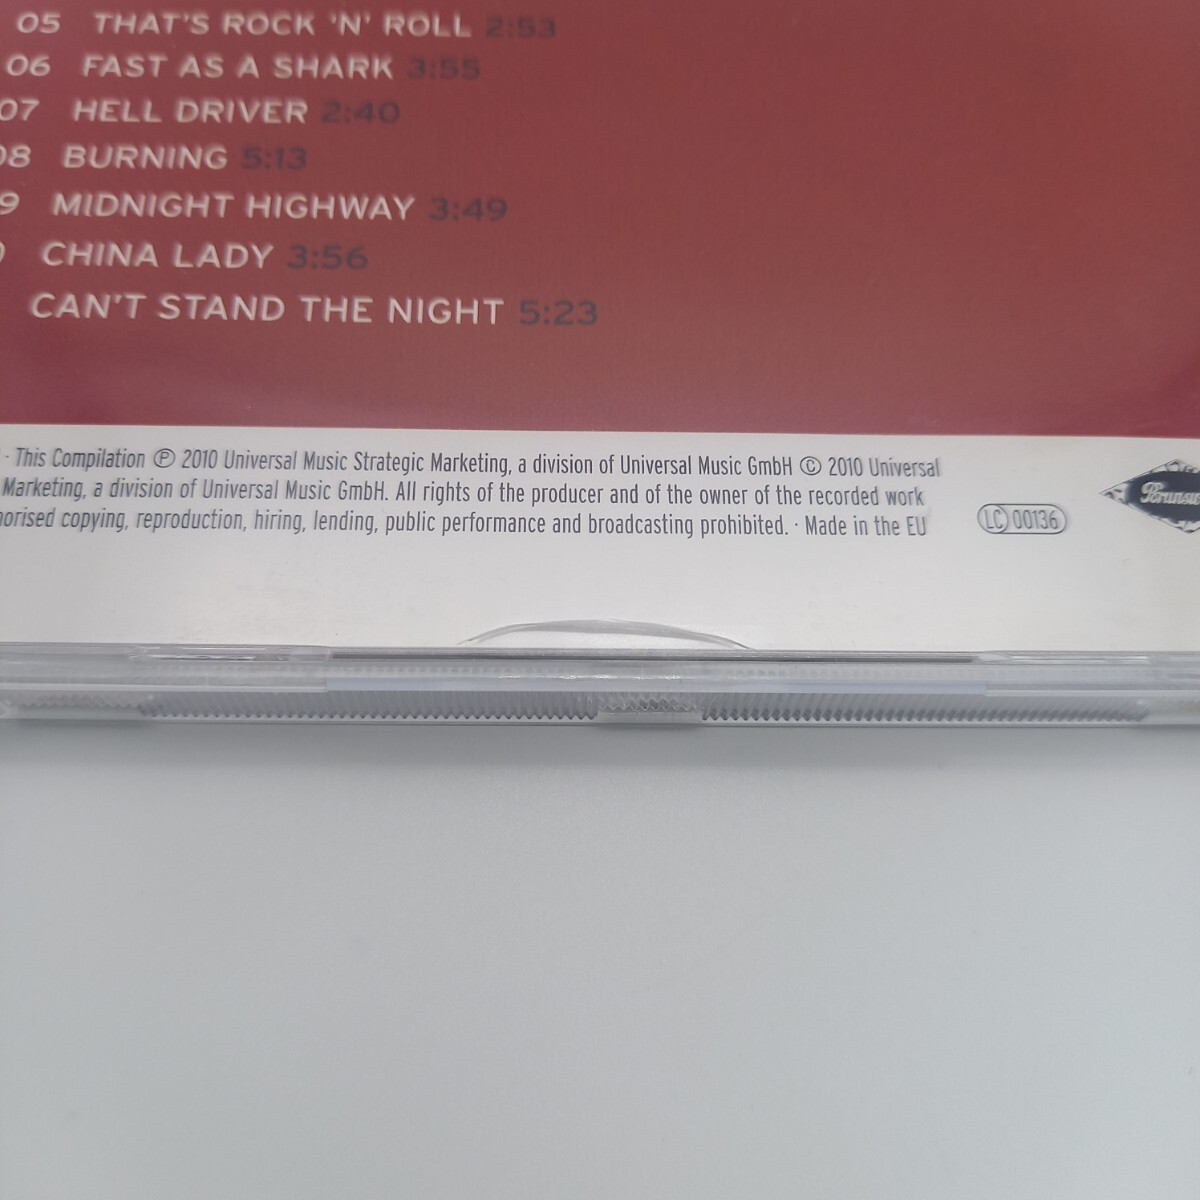 05 THAT'S ROCK 'N' ROLL 2:53
06 FAST AS A SHARK 3:55
07 HELL DRIVER 2:40
08 BURNING 5:13
9 MIDNIGHT HIGHWAY 3:49
CHINA LADY 3:56
CAN'T STAND THE NIGHT 5:23
· This Compilation ℗ 2010 Universal Music Strategic Marketing, a division of Universal Music GmbH © 2010 Universal
Marketing, a division of Universal Music GmbH. All rights of the producer and of the owner of the recorded work
orised copying, reproduction, hiring, lending, public performance and broadcasting prohibited. · Made in the EU
LC 00136